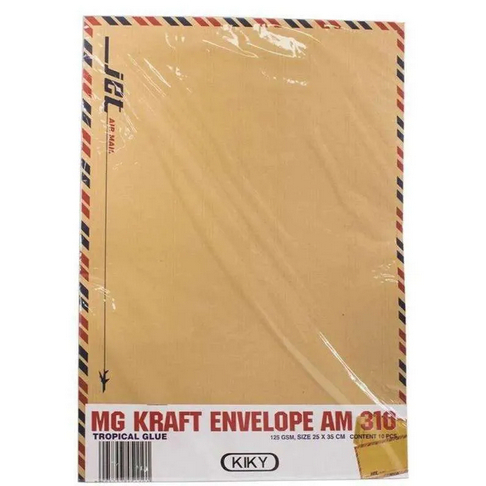 jet
AIR MAIL
MG KRAFT ENVELOPE AM 310
TROPICAL GLUE
125 GSM, SIZE 25 X 35 CM CONTENT 10 PCS
KIKY